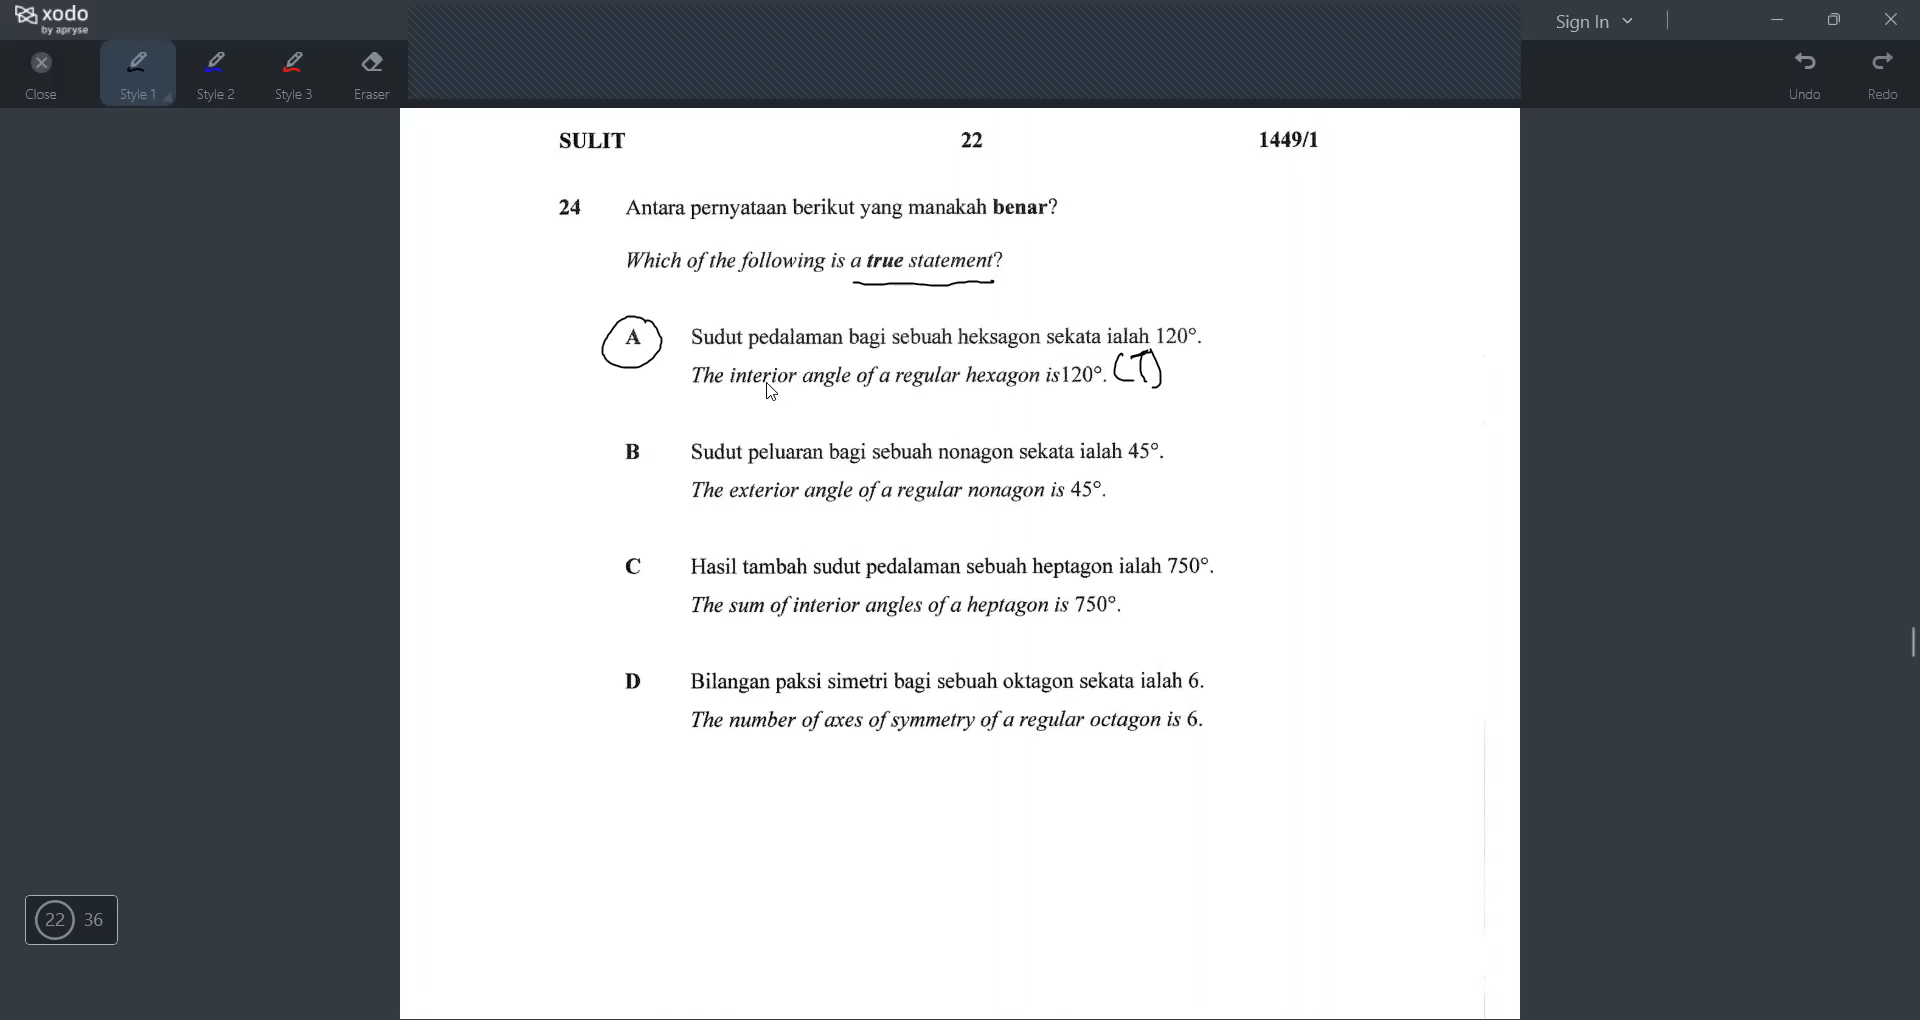 xodo
by apryse
Sign In
Close
Style 1
Style 2
Style 3
Eraser
Undo
Redo
SULIT 22 1449/1
24 Antara pernyataan berikut yang manakah benar?
Which of the following is a true statement?
A Sudut pedalaman bagi sebuah heksagon sekata ialah 120°.
The interior angle of a regular hexagon is120°. (T)
B Sudut peluaran bagi sebuah nonagon sekata ialah 45°.
The exterior angle of a regular nonagon is 45°.
C Hasil tambah sudut pedalaman sebuah heptagon ialah 750°.
The sum of interior angles of a heptagon is 750°.
D Bilangan paksi simetri bagi sebuah oktagon sekata ialah 6.
The number of axes of symmetry of a regular octagon is 6.
22 36